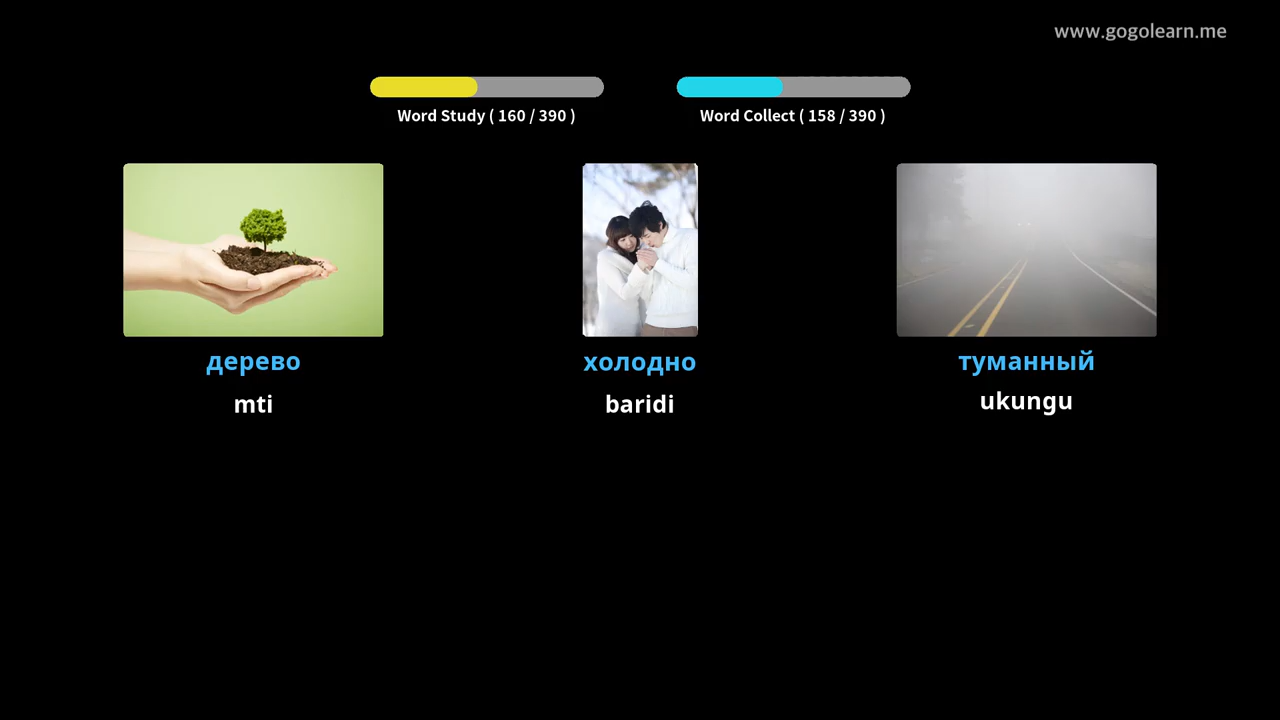 www.gogolearn.me
Word Study ( 160 / 390 )
Word Collect ( 158 / 390 )
дерево
холодно
туманный
mti
baridi
ukungu